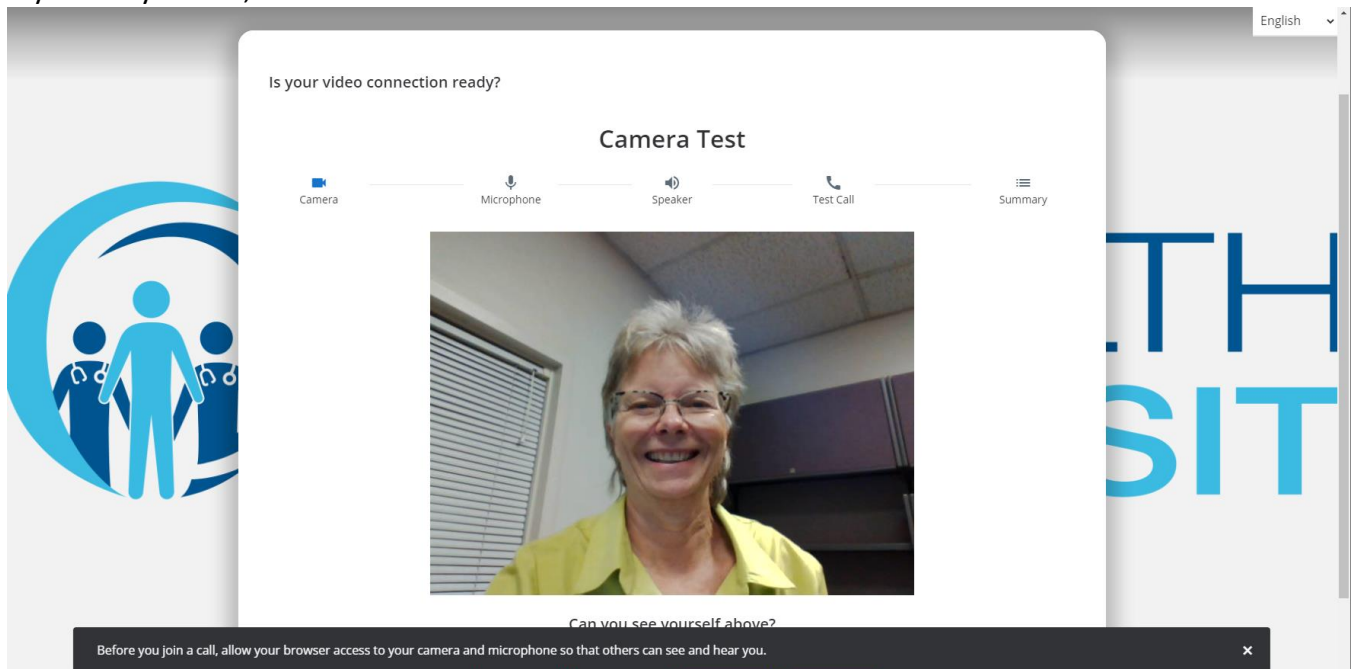 English
Is your video connection ready?
Camera Test
Camera
Microphone
Speaker
Test Call
Summary
LTH
SIT
Can you see yourself above?
Before you join a call, allow your browser access to your camera and microphone so that others can see and hear you.